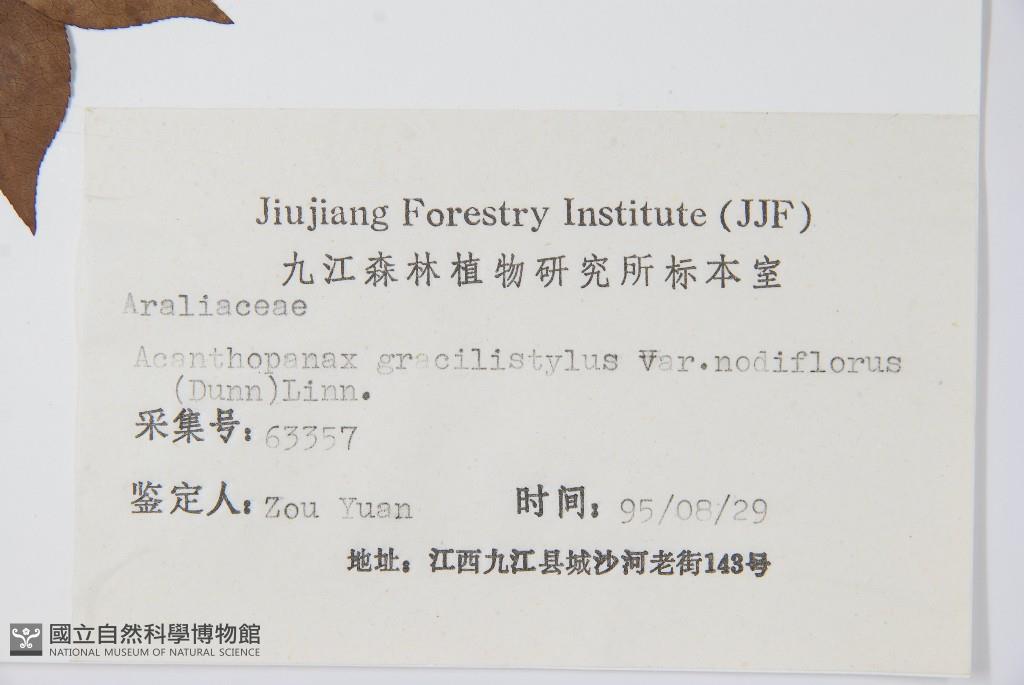 Jiujiang Forestry Institute (JJF)
九江森林植物研究所标本室
Araliaceae
Acanthopanax gracilistylus Var.nodiflorus
(Dunn)Linn.
采集号: 63357
鉴定人: Zou Yuan 时间: 95/08/29
地址: 江西九江县城沙河老街143号
國立自然科學博物館
NATIONAL MUSEUM OF NATURAL SCIENCE